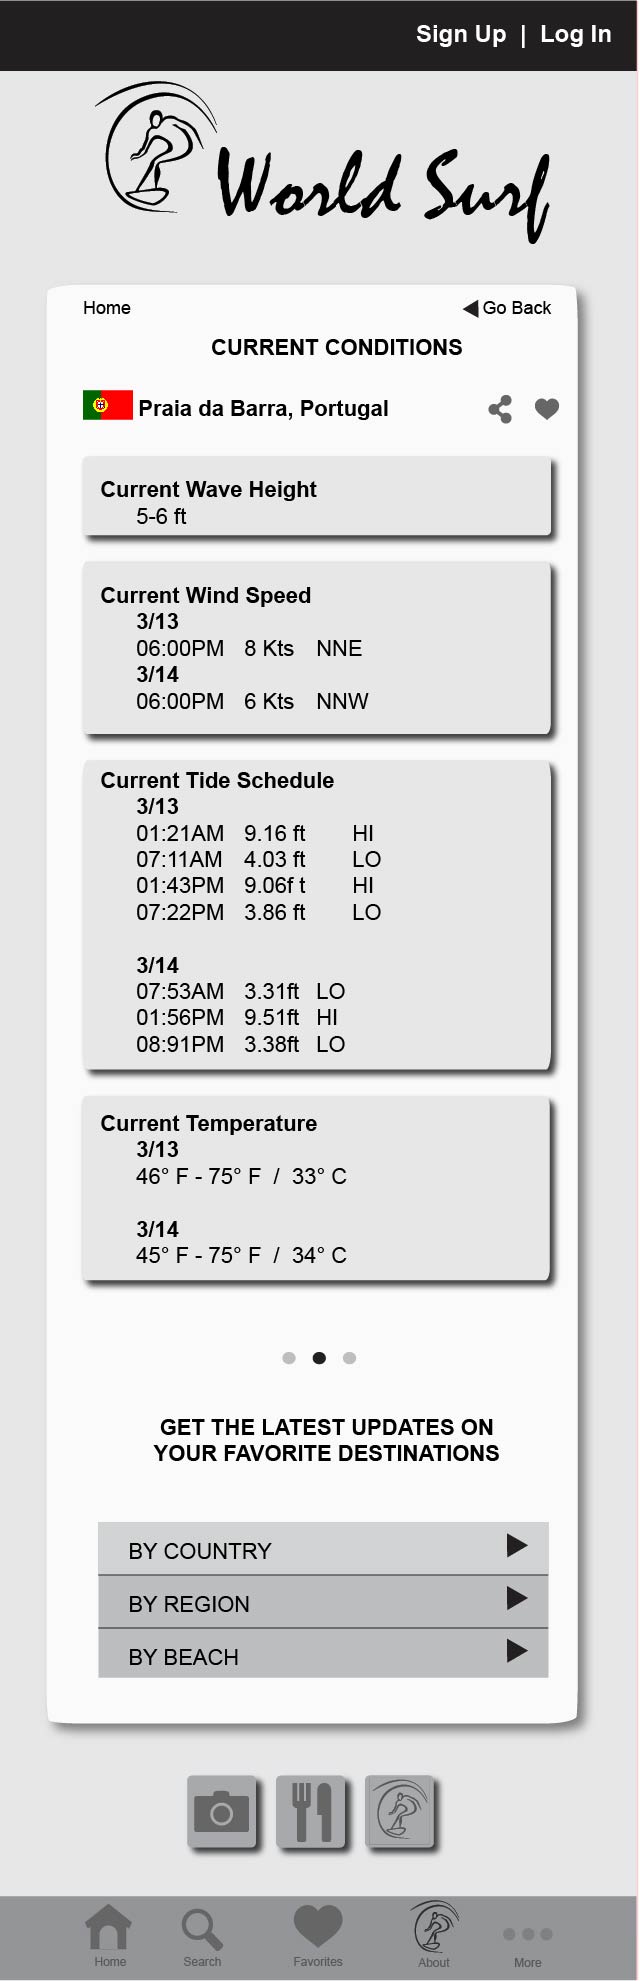 Sign Up | Log In
World Surf
Home
Go Back
CURRENT CONDITIONS
Praia da Barra, Portugal
Current Wave Height
5-6 ft
Current Wind Speed
3/13
06:00PM 8 Kts NNE
3/14
06:00PM 6 Kts NNW
Current Tide Schedule
3/13
01:21AM 9.16 ft HI
07:11AM 4.03 ft LO
01:43PM 9.06f t HI
07:22PM 3.86 ft LO
3/14
07:53AM 3.31ft LO
01:56PM 9.51ft HI
08:91PM 3.38ft LO
Current Temperature
3/13
46° F - 75° F / 33° C
3/14
45° F - 75° F / 34° C
GET THE LATEST UPDATES ON
YOUR FAVORITE DESTINATIONS
BY COUNTRY
BY REGION
BY BEACH
Home Search Favorites About More